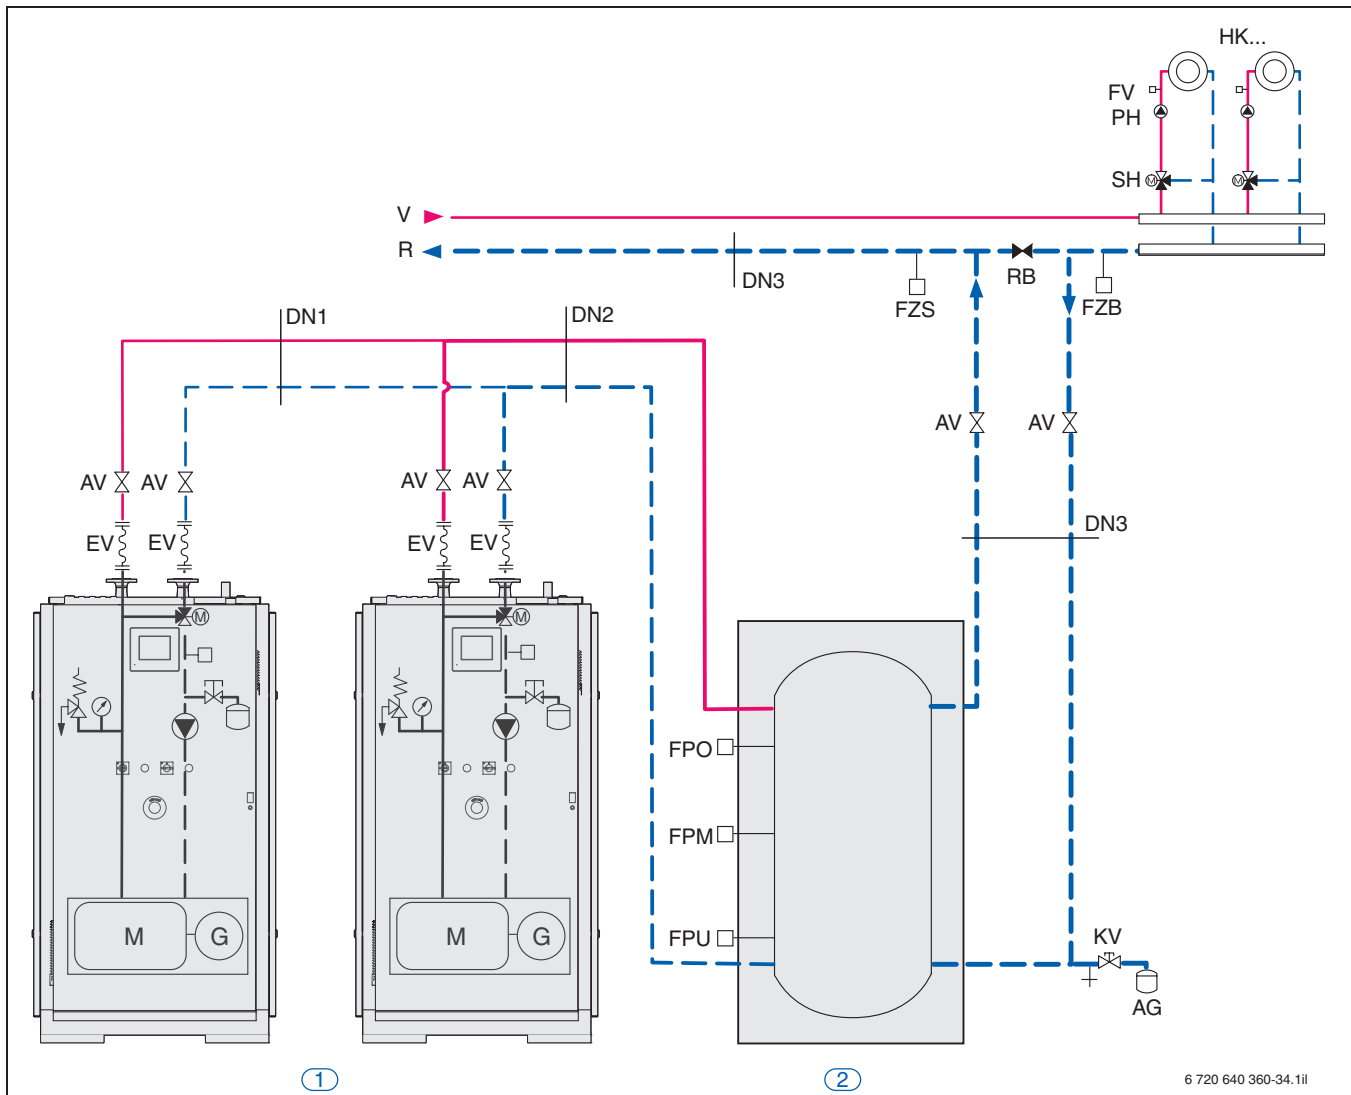 HK...
FV
PH
SH M M
V
R
DN3 FZS RB FZB
DN1 DN2
AV AV
AV AV AV AV
DN3
EV EV EV EV
M M
FPO
FPM
FPU
M G M G
KV
AG
1 2
6 720 640 360-34.1il